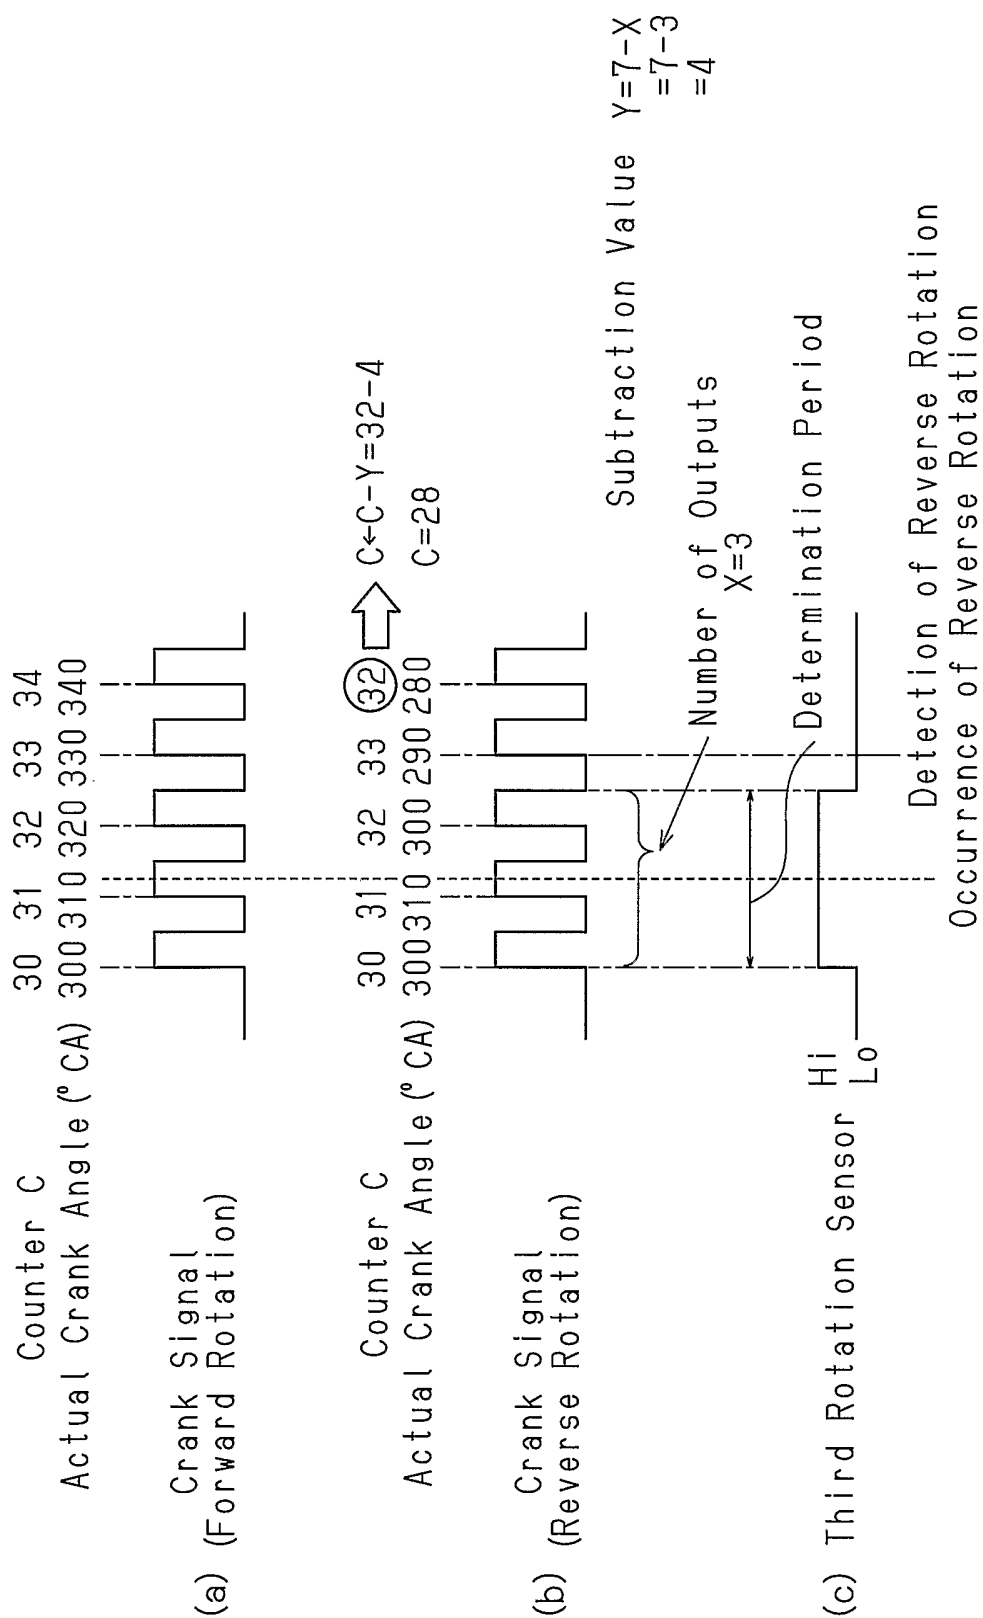 Counter C 30 31 32 33 34
Actual Crank Angle (°CA) 300 310 320 330 340
Crank Signal
(a) (Forward Rotation)
Counter C 30 31 32 33 32 C←C-Y=32-4
Actual Crank Angle (°CA) 300 310 300 290 280 C=28
Crank Signal
(b) (Reverse Rotation)
Subtraction Value Y=7-X
=7-3
=4
Number of Outputs
X=3
Determination Period
(c) Third Rotation Sensor Hi
Lo
Detection of Reverse Rotation
Occurrence of Reverse Rotation